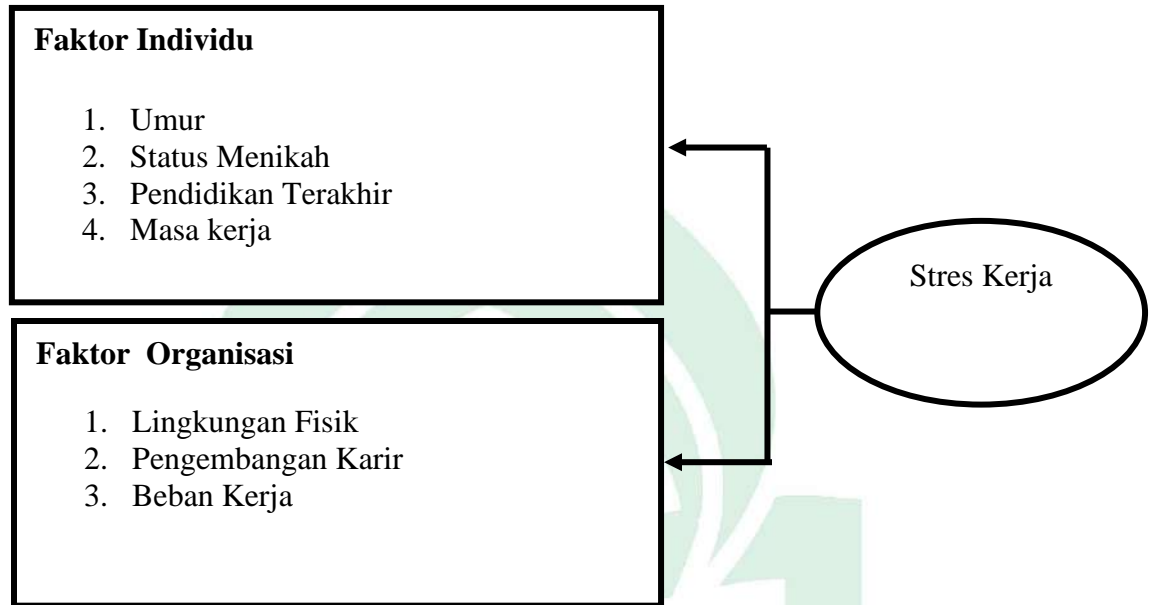 Faktor Individu
1. Umur
2. Status Menikah
3. Pendidikan Terakhir
4. Masa kerja
Stres Kerja
Faktor Organisasi
1. Lingkungan Fisik
2. Pengembangan Karir
3. Beban Kerja